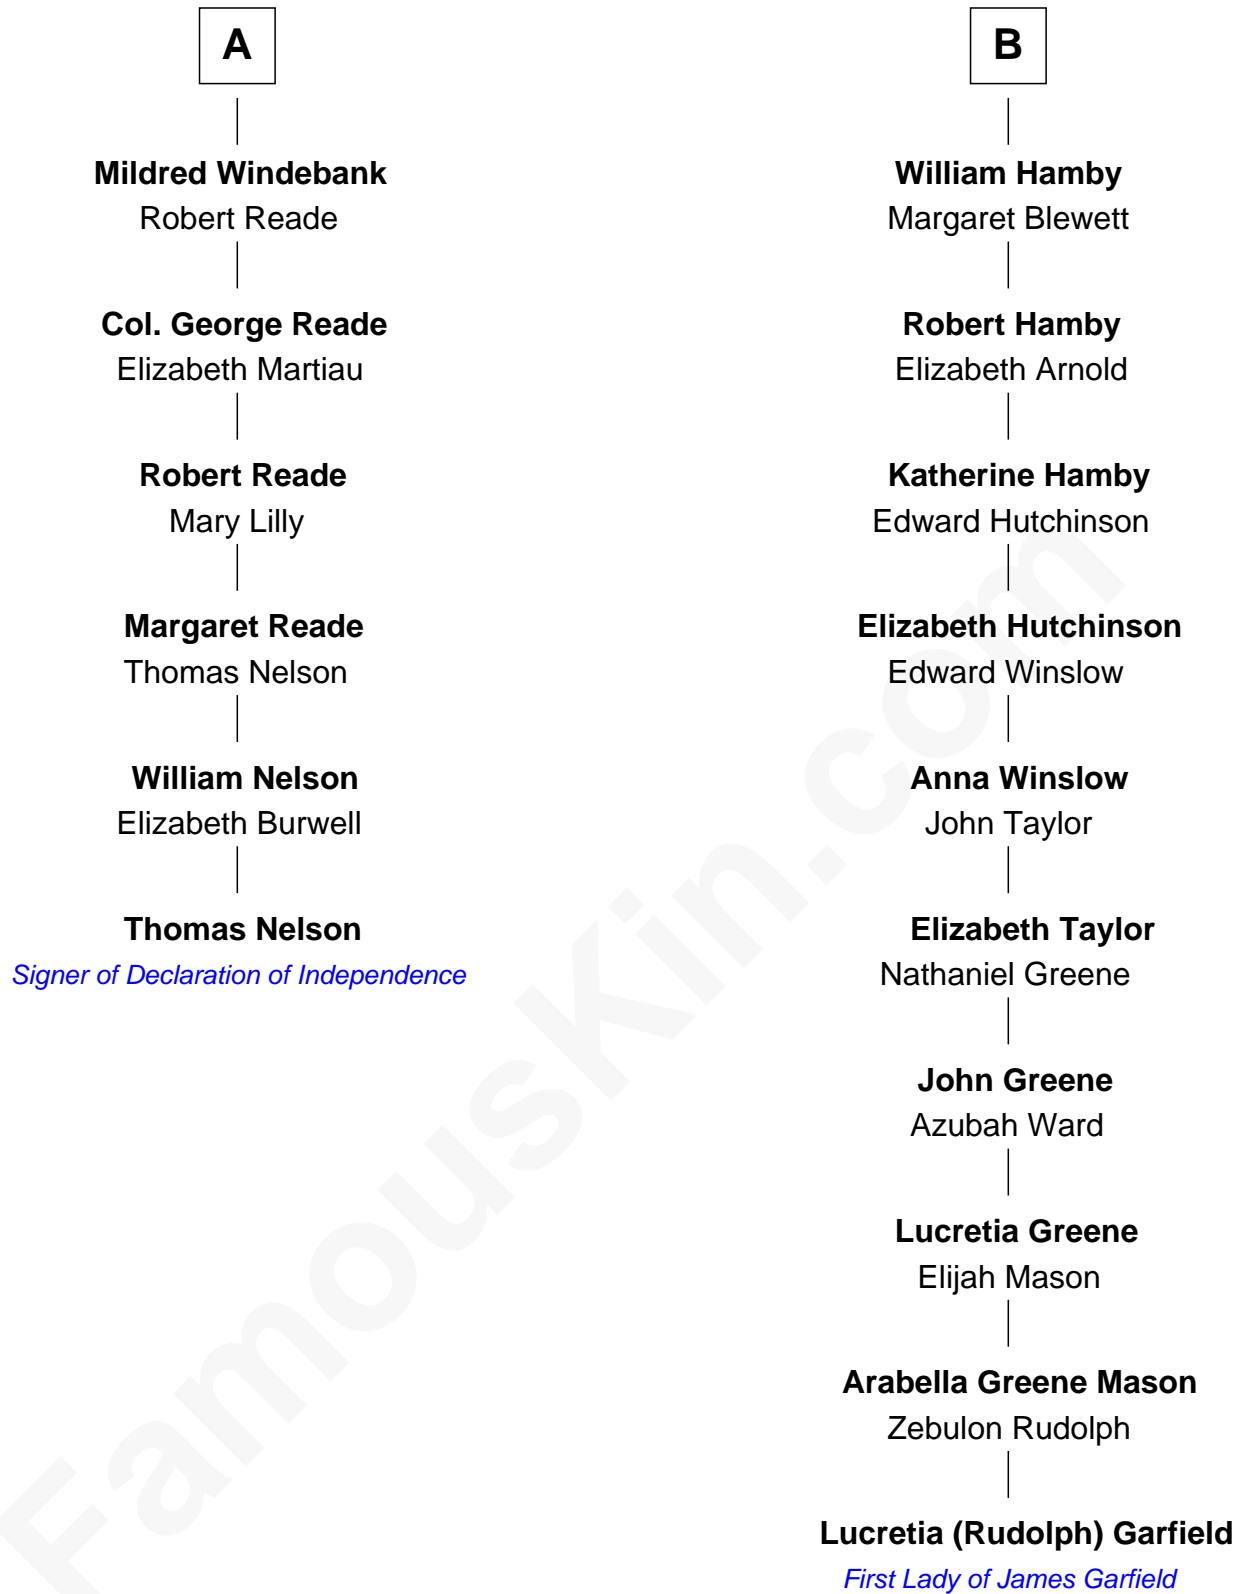 A
Mildred Windebank
Robert Reade
Col. George Reade
Elizabeth Martiau
Robert Reade
Mary Lilly
Margaret Reade
Thomas Nelson
William Nelson
Elizabeth Burwell
Thomas Nelson
Signer of Declaration of Independence
B
William Hamby
Margaret Blewett
Robert Hamby
Elizabeth Arnold
Katherine Hamby
Edward Hutchinson
Elizabeth Hutchinson
Edward Winslow
Anna Winslow
John Taylor
Elizabeth Taylor
Nathaniel Greene
John Greene
Azubah Ward
Lucretia Greene
Elijah Mason
Arabella Greene Mason
Zebulon Rudolph
Lucretia (Rudolph) Garfield
First Lady of James Garfield
FamousKin.com